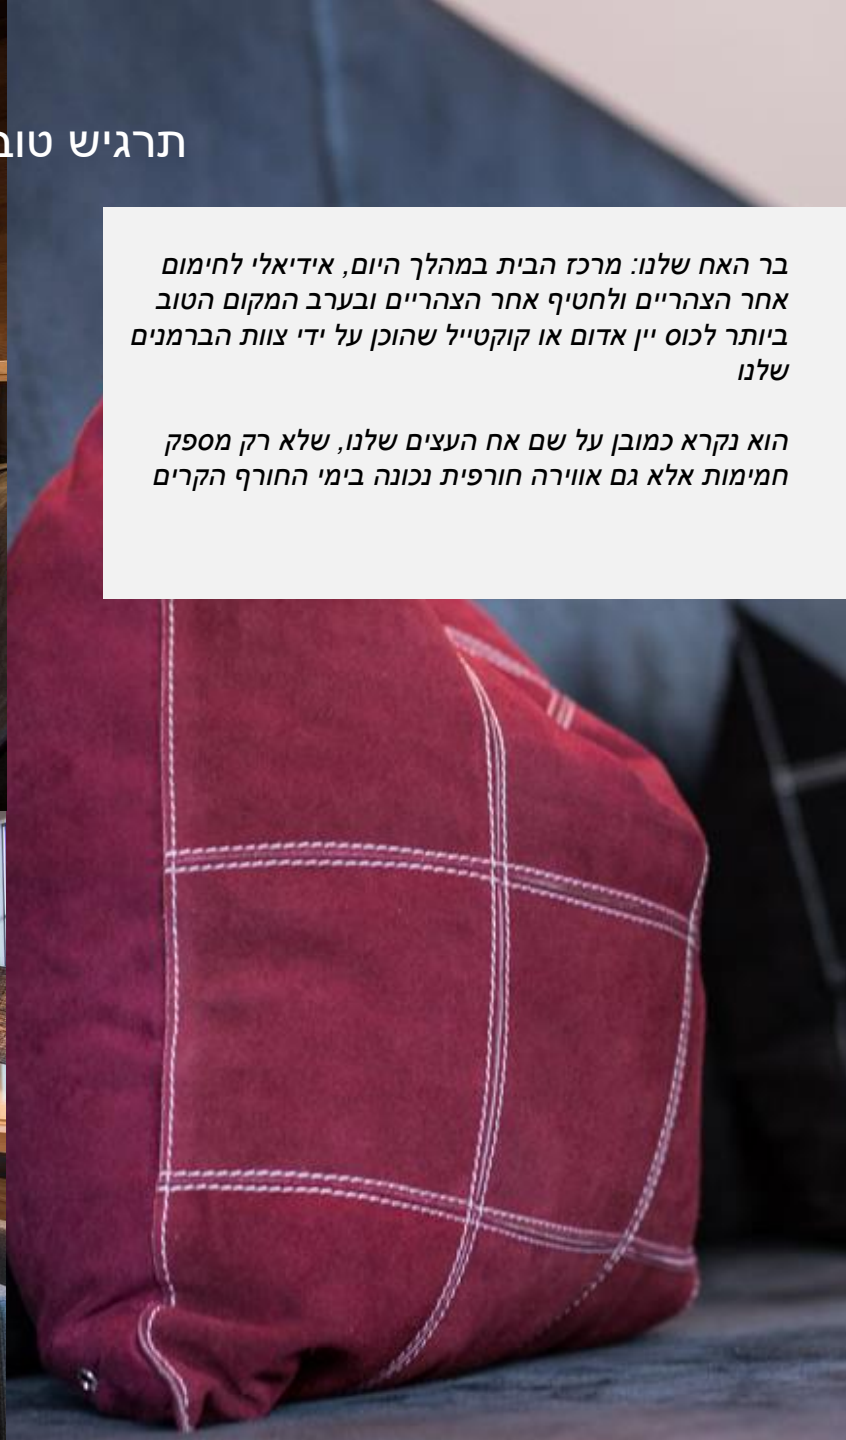 תרגיש טוב
בר האח שלנו: מרכז הבית במהלך היום, אידיאלי לחימום
אחר הצהריים ולחטיף אחר הצהריים ובערב המקום הטוב
ביותר לכוס יין אדום או קוקטייל שהוכן על ידי צוות הברמנים
שלנו
הוא נקרא כמובן על שם אח העצים שלנו, שלא רק מספק
חמימות אלא גם אווירה חורפית נכונה בימי החורף הקרים